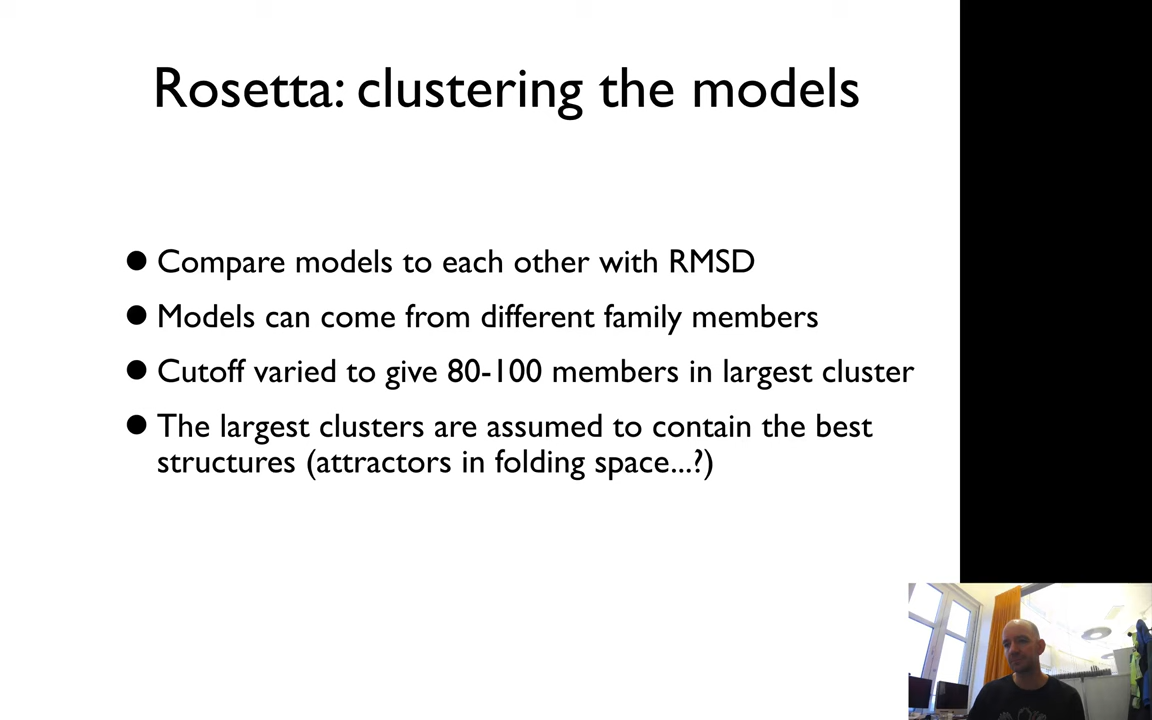 Rosetta: clustering the models
● Compare models to each other with RMSD
● Models can come from different family members
● Cutoff varied to give 80-100 members in largest cluster
● The largest clusters are assumed to contain the best
structures (attractors in folding space...?)